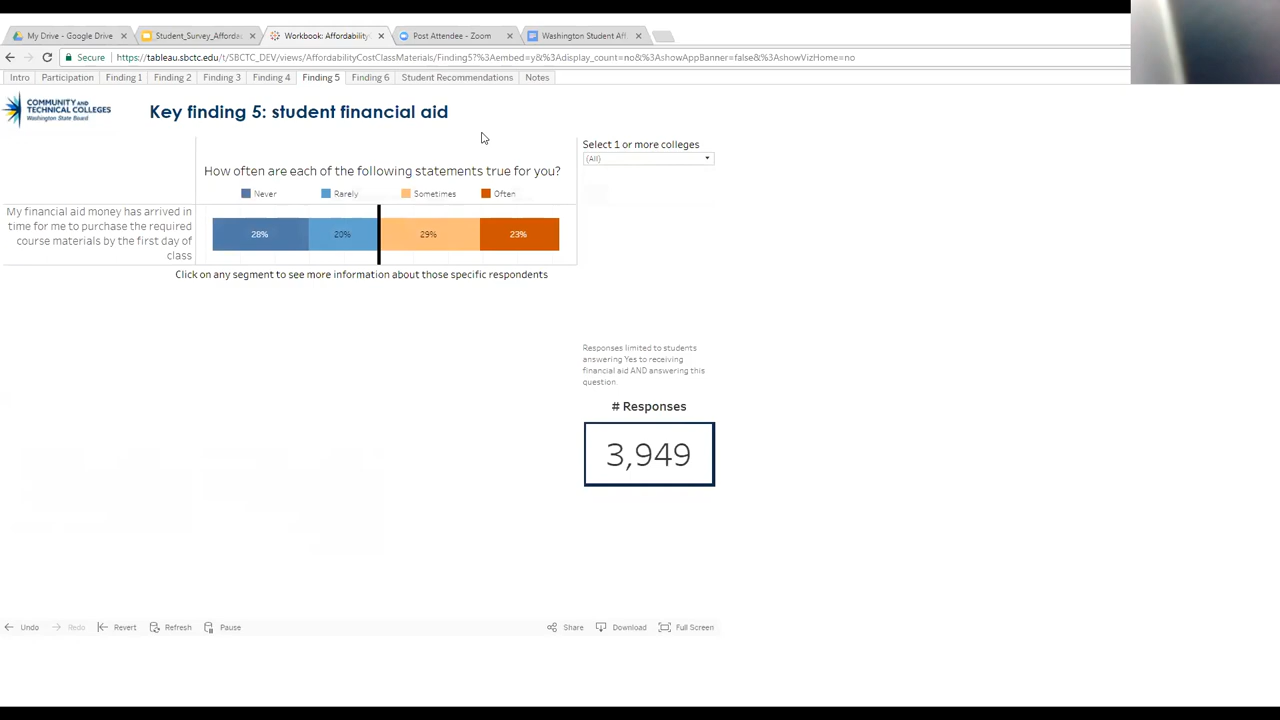 My Drive - Google Drive
Student_Survey_Afforda
Workbook: Affordability
Post Attendee - Zoom
Washington Student Aff
Secure https://tableau.sbctc.edu/t/SBCTC_DEV/views/AffordabilityCostClassMaterials/Finding5?%3Aembed=y&%3Adisplay_count=no&%3AshowAppBanner=false&%3AshowVizHome=no
Intro Participation Finding 1 Finding 2 Finding 3 Finding 4 Finding 5 Finding 6 Student Recommendations Notes
COMMUNITY AND
TECHNICAL COLLEGES
Washington State Board
Key finding 5: student financial aid
Select 1 or more colleges
(All)
How often are each of the following statements true for you?
Never Rarely Sometimes Often
My financial aid money has arrived in
time for me to purchase the required
course materials by the first day of
class
28% 20% 29% 23%
Click on any segment to see more information about those specific respondents
Responses limited to students
answering Yes to receiving
financial aid AND answering this
question.
# Responses
3,949
Undo Redo Revert Refresh Pause Share Download Full Screen